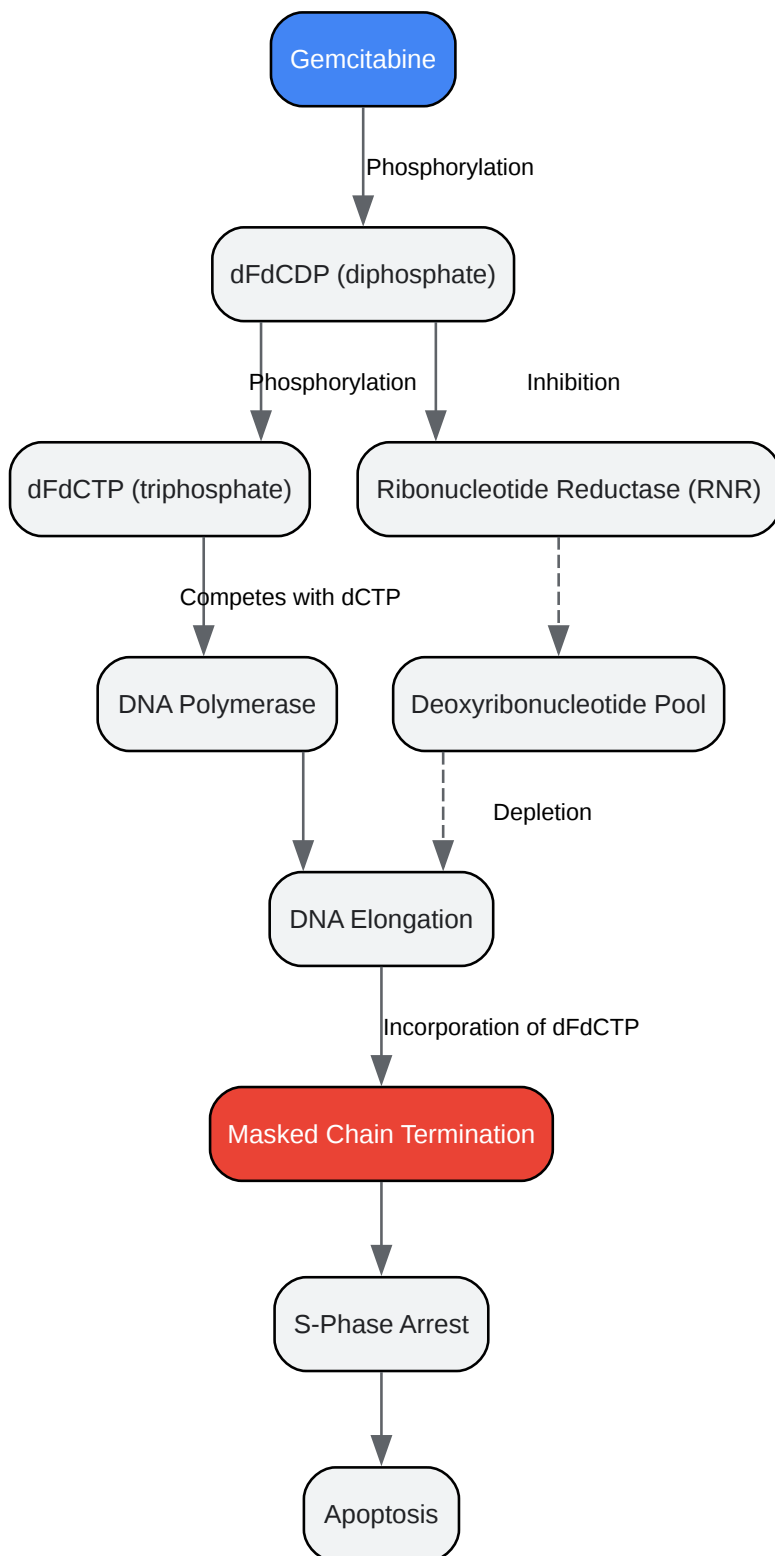 Gemcitabine
Phosphorylation
dFdCDP (diphosphate)
Phosphorylation
Inhibition
dFdCTP (triphosphate)
Ribonucleotide Reductase (RNR)
Competes with dCTP
DNA Polymerase
Deoxyribonucleotide Pool
Depletion
DNA Elongation
Incorporation of dFdCTP
Masked Chain Termination
S-Phase Arrest
Apoptosis